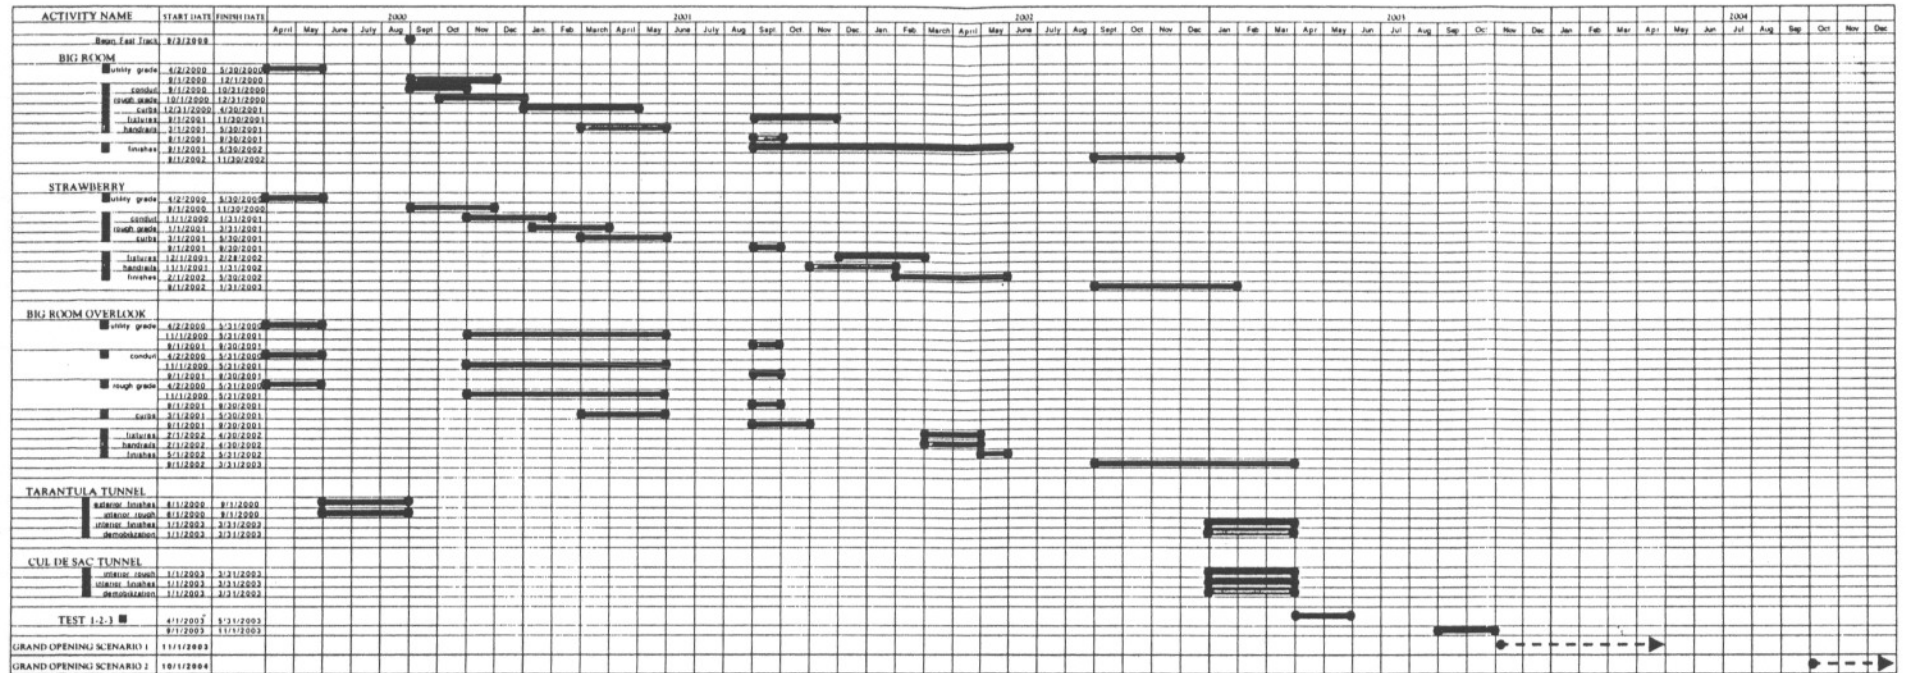 ACTIVITY NAME START DATE FINISH DATE 2000 2001 2002 2003 2004
April May June July Aug Sept Oct Nov Dec Jan Feb March April May June July Aug Sept Oct Nov Dec Jan Feb March April May June July Aug Sept Oct Nov Dec Jan Feb Mar Apr May Jun Jul Aug Sep Oct Nov Dec Jan Feb Mar Apr May Jun Jul Aug Sep Oct Nov Dec
Begin Fast Track
BIG ROOM
utility grade 4/2/2000 5/30/2000
9/1/2000 12/1/2000
conduit 9/1/2000 10/31/2000
rough grade 10/1/2000 12/31/2000
curbs 12/31/2000 4/30/2001
fixtures 9/1/2001 11/30/2001
handrails 3/1/2001 5/30/2001
9/1/2001 9/30/2001
finishes 9/1/2001 5/30/2002
9/1/2002 11/30/2002
STRAWBERRY
utility grade 4/2/2000 5/30/2000
9/1/2000 11/30/2000
conduit 11/1/2000 1/31/2001
rough grade 1/1/2001 3/31/2001
curbs 3/1/2001 5/30/2001
9/1/2001 9/30/2001
fixtures 12/1/2001 2/28/2002
handrails 11/1/2001 1/31/2002
finishes 2/1/2002 5/30/2002
9/1/2002 1/31/2003
BIG ROOM OVERLOOK
utility grade 4/2/2000 5/31/2000
11/1/2000 5/31/2001
9/1/2001 9/30/2001
conduit 4/2/2000 5/31/2000
11/1/2000 5/31/2001
9/1/2001 9/30/2001
rough grade 4/2/2000 5/31/2000
11/1/2000 5/31/2001
9/1/2001 9/30/2001
curbs 3/1/2001 5/30/2001
9/1/2001 9/30/2001
fixtures 2/1/2002 4/30/2002
handrails 2/1/2002 4/30/2002
finishes 5/1/2002 5/30/2002
9/1/2002 3/31/2003
TARANTULA TUNNEL
exterior finishes 6/1/2000 9/1/2000
interior rough 6/1/2000 9/1/2000
interior finishes 1/1/2003 3/31/2003
demobilization 1/1/2003 3/31/2003
CUL DE SAC TUNNEL
interior rough 1/1/2003 3/31/2003
interior finishes 1/1/2003 3/31/2003
demobilization 1/1/2003 3/31/2003
TEST 1-2-3 4/1/2003 5/31/2003
9/1/2003 11/1/2003
GRAND OPENING SCENARIO 1 11/1/2003
GRAND OPENING SCENARIO 2 10/1/2004